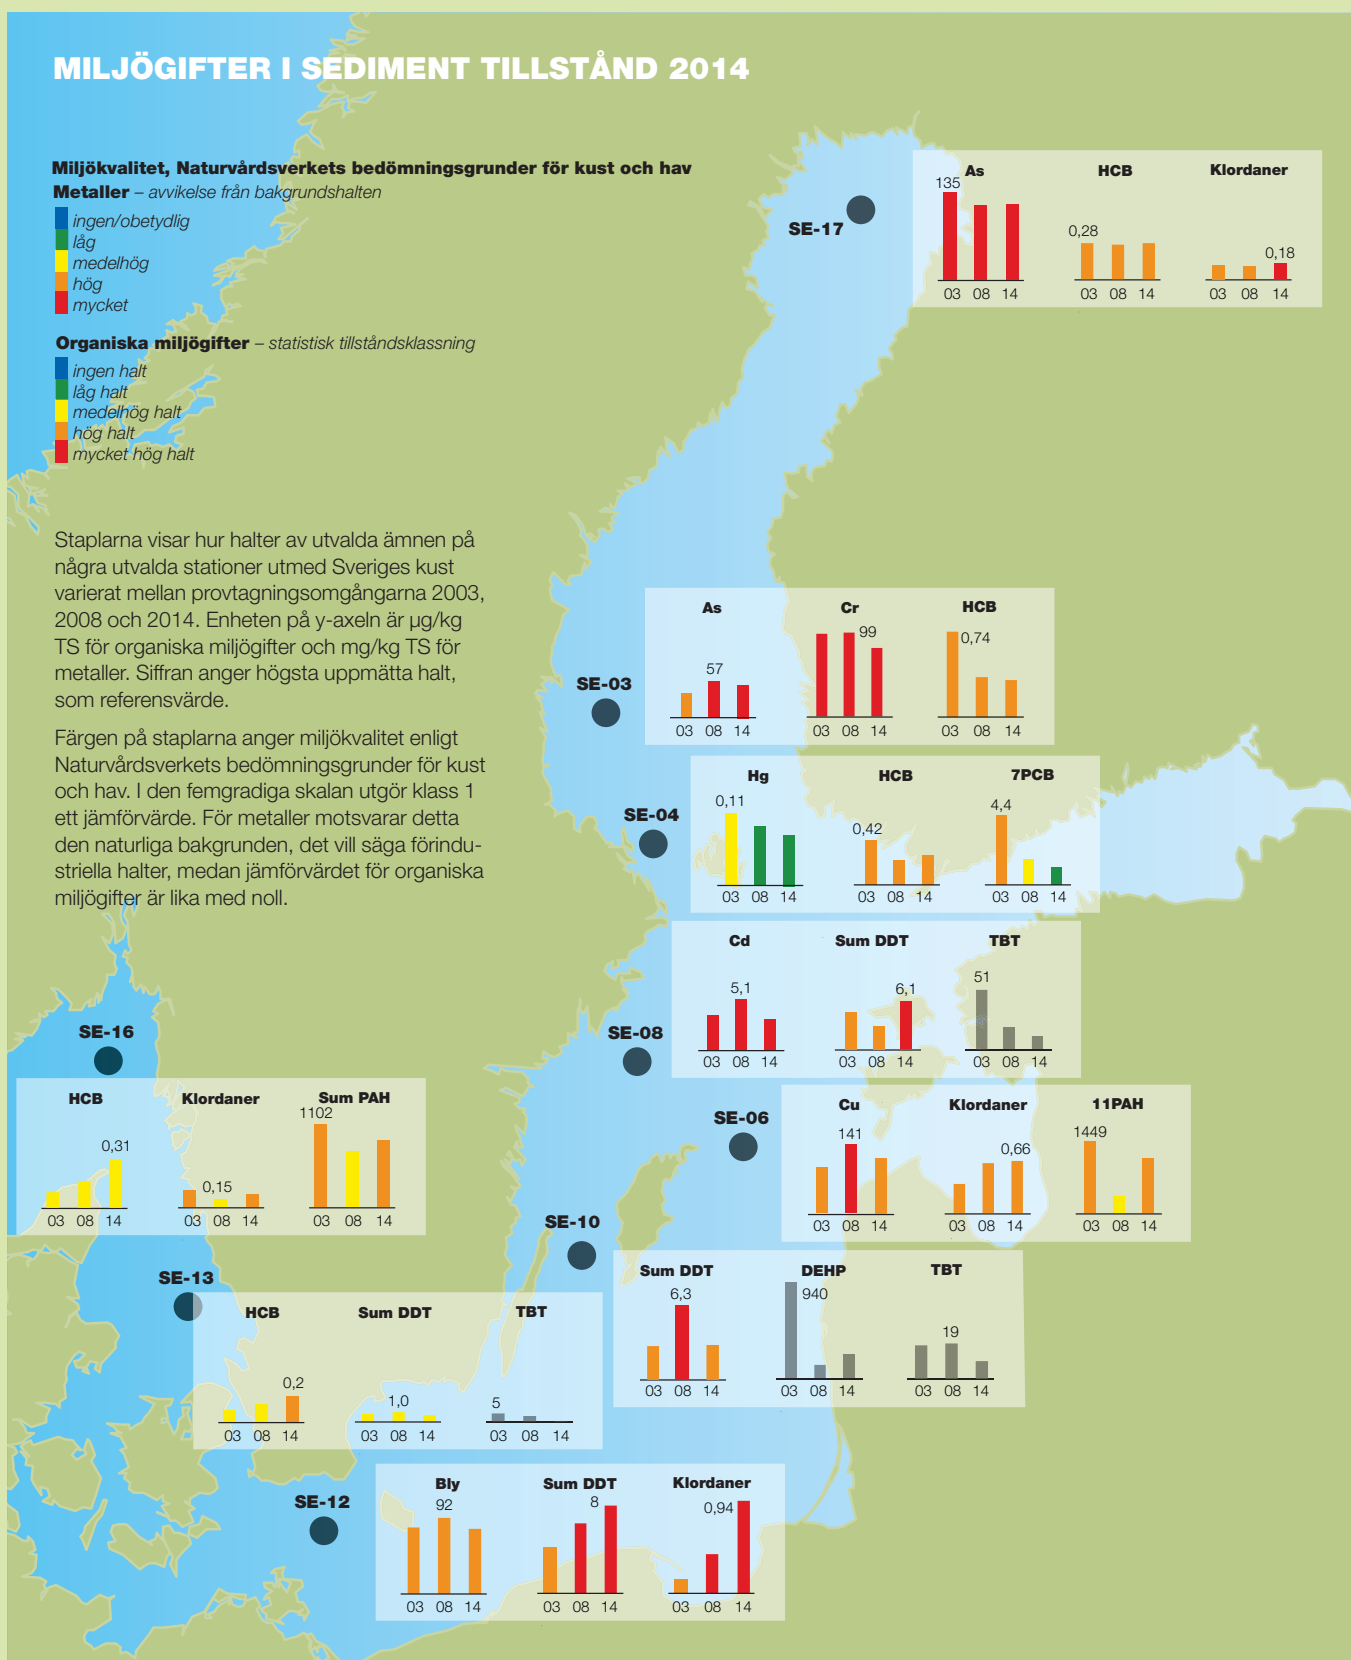 MILJÖGIFTER I SEDIMENT TILLSTÅND 2014
Miljökvalitet, Naturvårdsverkets bedömningsgrunder för kust och hav
Metaller – avvikelse från bakgrundshalten
ingen/obetydlig
låg
medelhög
hög
mycket
Organiska miljögifter – statistisk tillståndsklassning
ingen halt
låg halt
medelhög halt
hög halt
mycket hög halt
Staplarna visar hur halter av utvalda ämnen på
några utvalda stationer utmed Sveriges kust
varierat mellan provtagningsomgångarna 2003,
2008 och 2014. Enheten på y-axeln är µg/kg
TS för organiska miljögifter och mg/kg TS för
metaller. Siffran anger högsta uppmätta halt,
som referensvärde.
Färgen på staplarna anger miljökvalitet enligt
Naturvårdsverkets bedömningsgrunder för kust
och hav. I den femgradiga skalan utgör klass 1
ett jämförvärde. För metaller motsvarar detta
den naturliga bakgrunden, det vill säga förindu-
striella halter, medan jämförvärdet för organiska
miljögifter är lika med noll.
SE-17
As HCB Klordaner
135 0,28 0,18
03 08 14 03 08 14 03 08 14
SE-03
As Cr HCB
57 99 0,74
03 08 14 03 08 14 03 08 14
SE-04
Hg HCB 7PCB
0,11 0,42 4,4
03 08 14 03 08 14 03 08 14
SE-08
Cd Sum DDT TBT
5,1 6,1 51
03 08 14 03 08 14 03 08 14
SE-16
HCB Klordaner Sum PAH
0,31 0,15 1102
03 08 14 03 08 14 03 08 14
SE-06
Cu Klordaner 11PAH
141 0,66 1449
03 08 14 03 08 14 03 08 14
SE-10
Sum DDT DEHP TBT
6,3 940 19
03 08 14 03 08 14 03 08 14
SE-13
HCB Sum DDT TBT
0,2 1,0 5
03 08 14 03 08 14 03 08 14
SE-12
Bly Sum DDT Klordaner
92 8 0,94
03 08 14 03 08 14 03 08 14